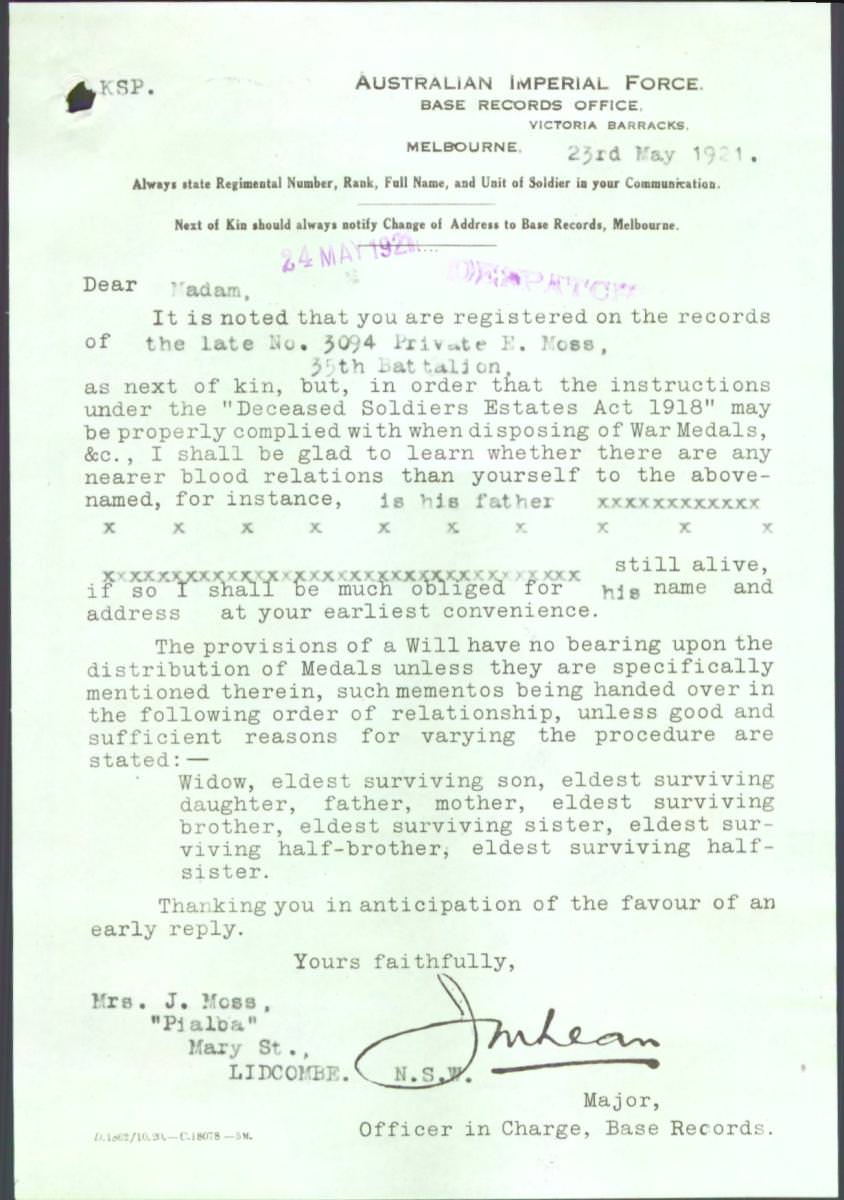 KSP.
AUSTRALIAN IMPERIAL FORCE.
BASE RECORDS OFFICE,
VICTORIA BARRACKS,
MELBOURNE, 23rd May 1921.
Always state Regimental Number, Rank, Full Name, and Unit of Soldier in your Communication.
Next of Kin should always notify Change of Address to Base Records, Melbourne.
24 MAY 1921
DESPATCH
Dear Madam,
It is noted that you are registered on the records
of the late No. 3094 Private E. Moss,
35th Battalion,
as next of kin, but, in order that the instructions
under the "Deceased Soldiers Estates Act 1918" may
be properly complied with when disposing of War Medals,
&c., I shall be glad to learn whether there are any
nearer blood relations than yourself to the above-
named, for instance, is his father xxxxxxxxxxxx
x x x x x x x x x x
xxxxxxxxxxxxxxxxxxxxxxxxxxxxxxxxxxx still alive,
if so I shall be much obliged for his name and
address at your earliest convenience.
The provisions of a Will have no bearing upon the
distribution of Medals unless they are specifically
mentioned therein, such mementos being handed over in
the following order of relationship, unless good and
sufficient reasons for varying the procedure are
stated:—
Widow, eldest surviving son, eldest surviving
daughter, father, mother, eldest surviving
brother, eldest surviving sister, eldest sur-
viving half-brother, eldest surviving half-
sister.
Thanking you in anticipation of the favour of an
early reply.
Yours faithfully,
Mrs. J. Moss,
"Pialba"
Mary St.,
LIDCOMBE. N.S.W.
JMLean
Major,
Officer in Charge, Base Records.
D.1862/10.20.—C.18078—5M.